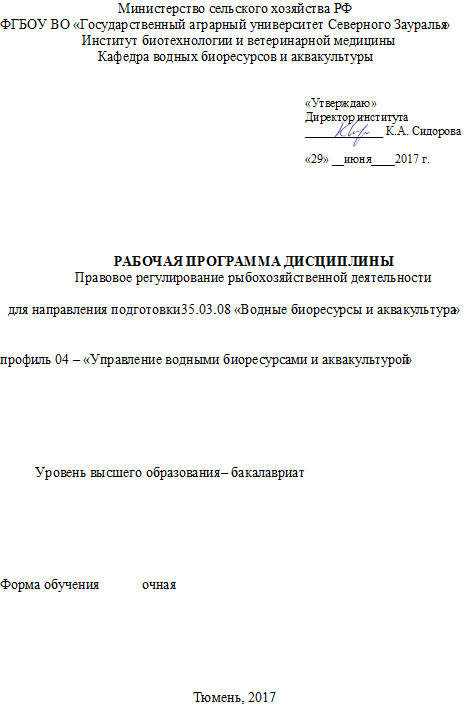 Министерство сельского хозяйства РФ
ФГБОУ ВО «Государственный аграрный университет Северного Зауралья»
Институт биотехнологии и ветеринарной медицины
Кафедра водных биоресурсов и аквакультуры
«Утверждаю»
Директор института
_____________ К.А. Сидорова
«29» __июня____2017 г.
РАБОЧАЯ ПРОГРАММА ДИСЦИПЛИНЫ
Правовое регулирование рыбохозяйственной деятельности
для направления подготовки35.03.08 «Водные биоресурсы и аквакультура»
профиль 04 – «Управление водными биоресурсами и аквакультурой»
Уровень высшего образования– бакалавриат
Форма обучения очная
Тюмень, 2017